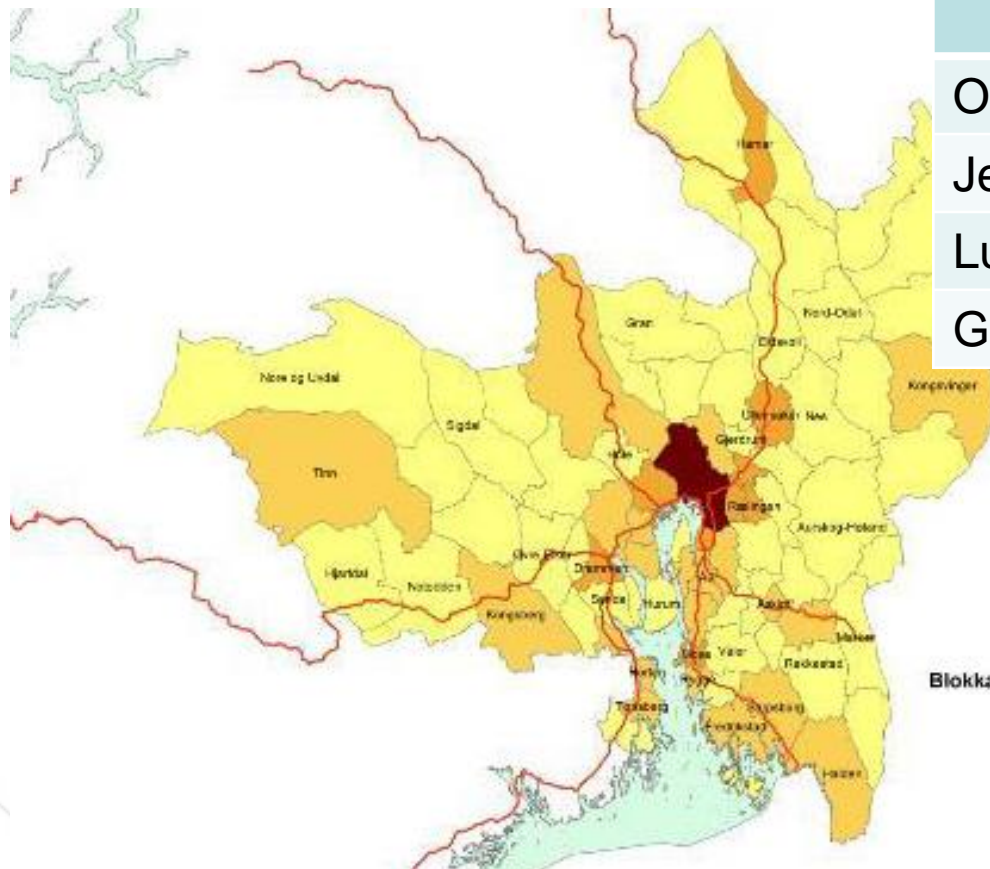 O
Je
Lu
G
Hamar
Nord-Odal
Gran
Eidsvoll
Kongsvinger
Nore og Uvdal
Ullensaker Nes
Sigdal
Gjerdrum
Hole
Tinn
Rælingen
Aurskog-Høland
Øvre Eiker
Drammen
Hjartdal
Notodden
Ås
Sande
Hurum
Askim
Kongsberg
Marker
Moss
Våler
Rakkestad
Horten
Rygge
Blokka
Tønsberg
Sarpsborg
Fredrikstad
Halden